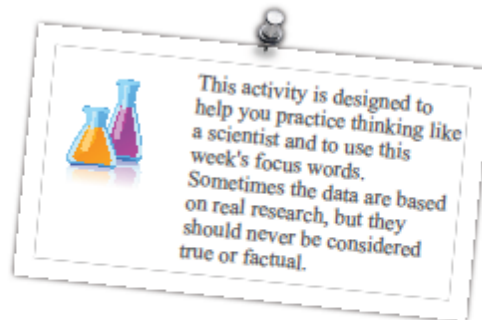 This activity is designed to
help you practice thinking like
a scientist and to use this
week's focus words.
Sometimes the data are based
on real research, but they
should never be considered
true or factual.